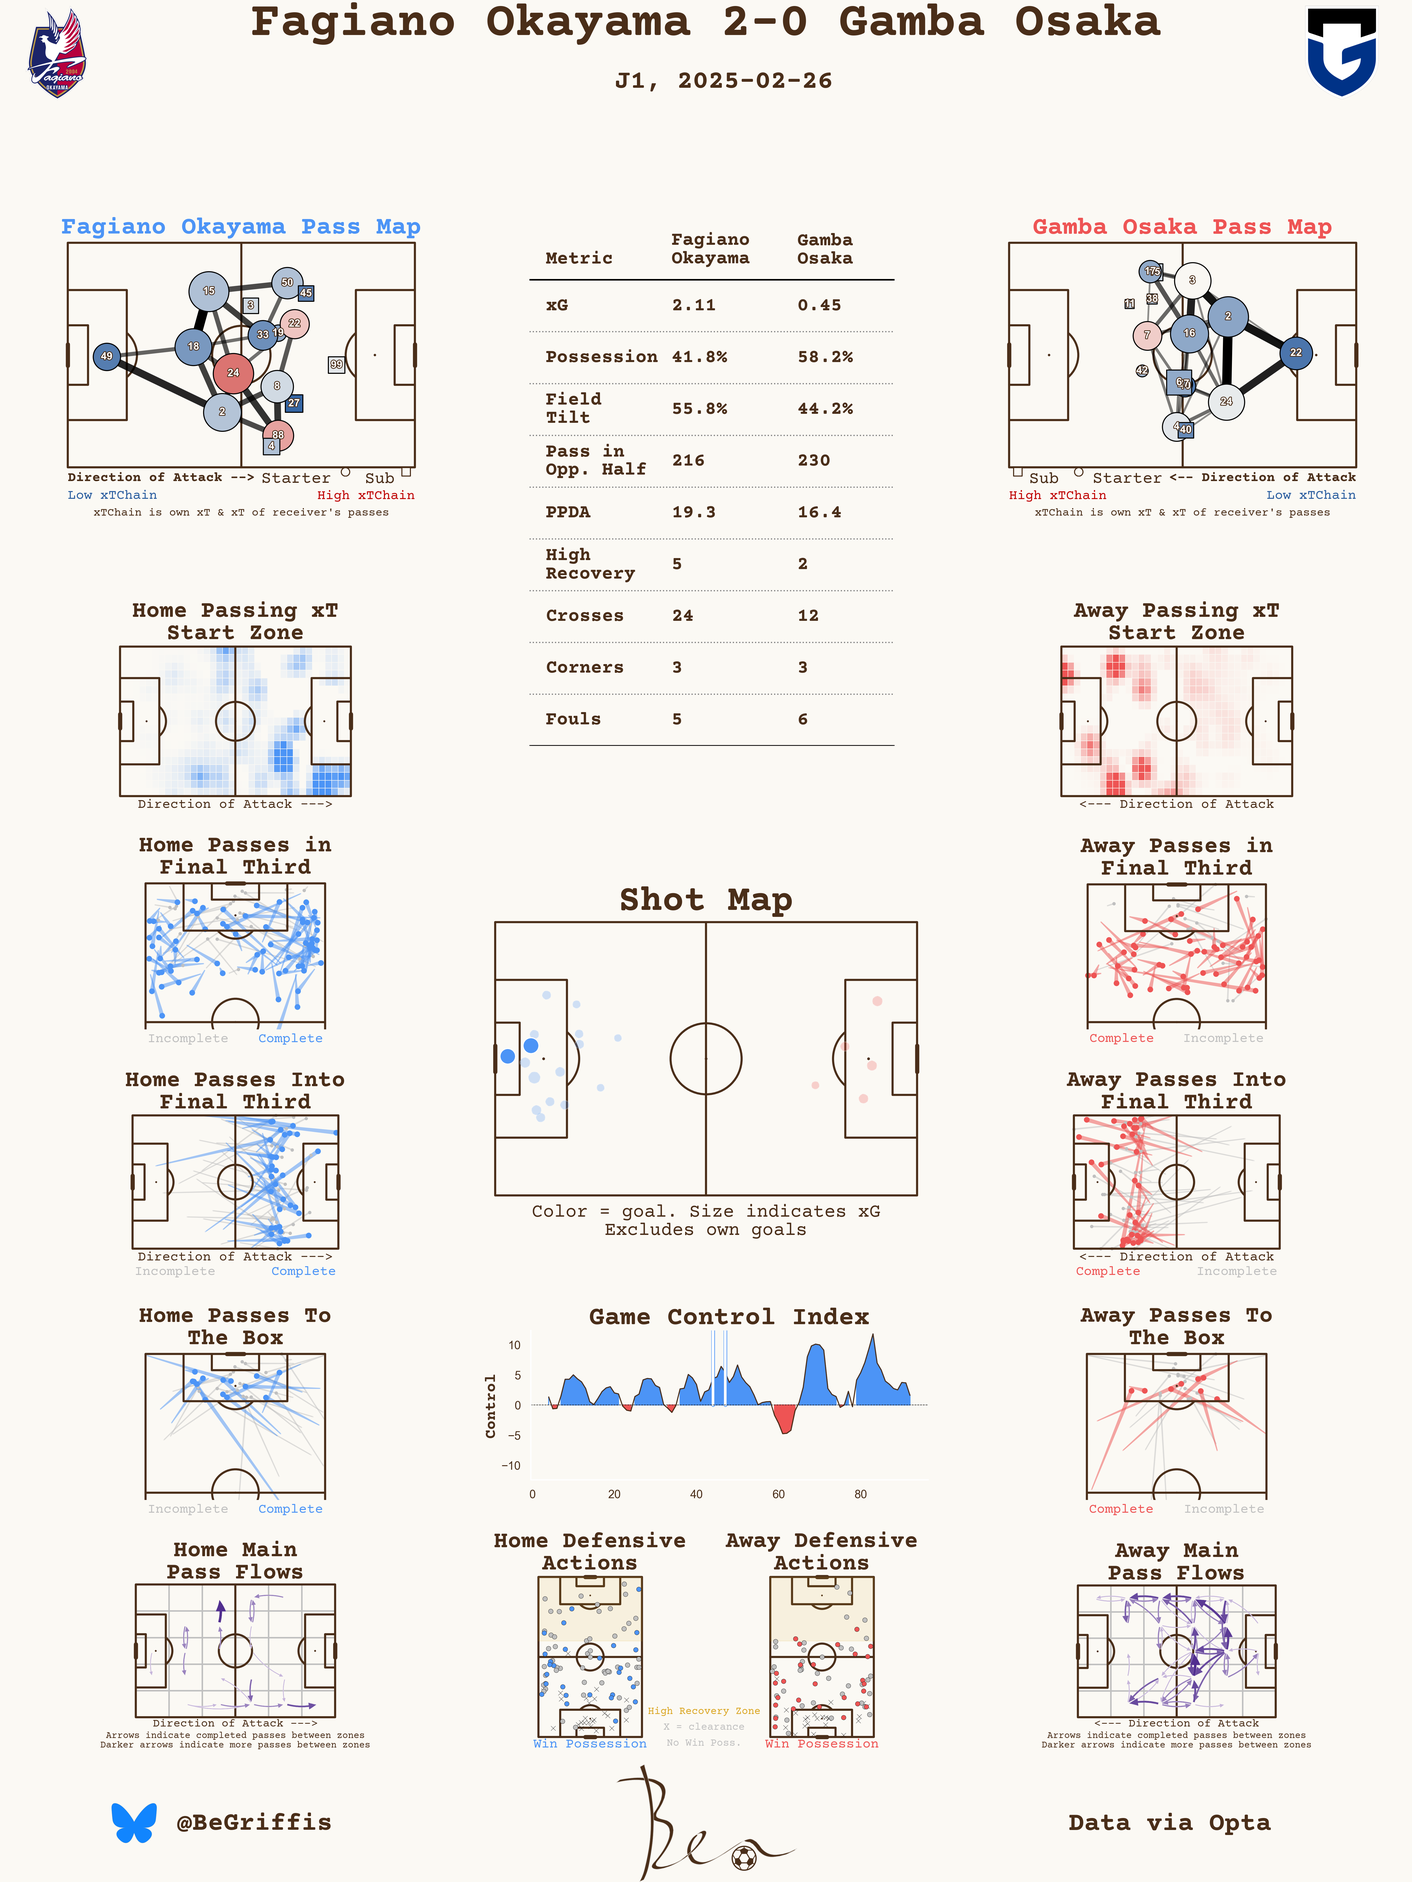 Fagiano Okayama 2-0 Gamba Osaka
J1, 2025-02-26
Fagiano
OKAYAMA
Fagiano Okayama Pass Map
15
50
45
3
22
33
19
49
18
24
99
8
27
2
88
4
Direction of Attack --> Starter Sub
Low xTChain High xTChain
xTChain is own xT & xT of receiver's passes
Metric Fagiano Okayama Gamba Osaka
xG 2.11 0.45
Possession 41.8% 58.2%
Field Tilt 55.8% 44.2%
Pass in Opp. Half 216 230
PPDA 19.3 16.4
High Recovery 5 2
Crosses 24 12
Corners 3 3
Fouls 5 6
Gamba Osaka Pass Map
3
11
38
2
7
16
22
42
6
24
4
40
Sub Starter <-- Direction of Attack
High xTChain Low xTChain
xTChain is own xT & xT of receiver's passes
Home Passing xT
Start Zone
Direction of Attack --->
Away Passing xT
Start Zone
<--- Direction of Attack
Home Passes in
Final Third
Incomplete Complete
Away Passes in
Final Third
Complete Incomplete
Shot Map
Color = goal. Size indicates xG
Excludes own goals
Home Passes Into
Final Third
Direction of Attack --->
Incomplete Complete
Away Passes Into
Final Third
<--- Direction of Attack
Complete Incomplete
Home Passes To
The Box
Incomplete Complete
Game Control Index
Control
10
5
0
−5
−10
0 20 40 60 80
Away Passes To
The Box
Complete Incomplete
Home Main
Pass Flows
Direction of Attack --->
Arrows indicate completed passes between zones
Darker arrows indicate more passes between zones
Home Defensive
Actions
Win Possession
Away Defensive
Actions
Win Possession
High Recovery Zone
X = clearance
No Win Poss.
Away Main
Pass Flows
<--- Direction of Attack
Arrows indicate completed passes between zones
Darker arrows indicate more passes between zones
@BeGriffis
Ben
Data via Opta